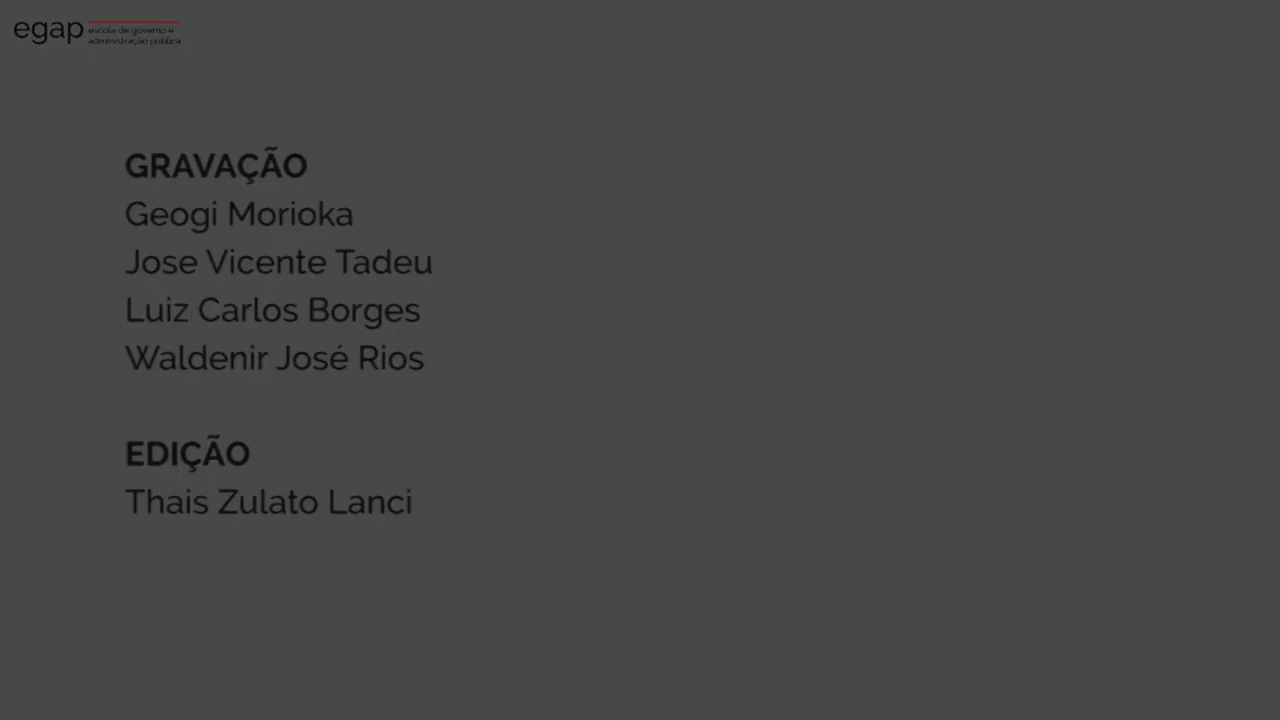 egap
escola de governo e
administração pública
GRAVAÇÃO
Geogi Morioka
Jose Vicente Tadeu
Luiz Carlos Borges
Waldenir José Rios
EDIÇÃO
Thais Zulato Lanci